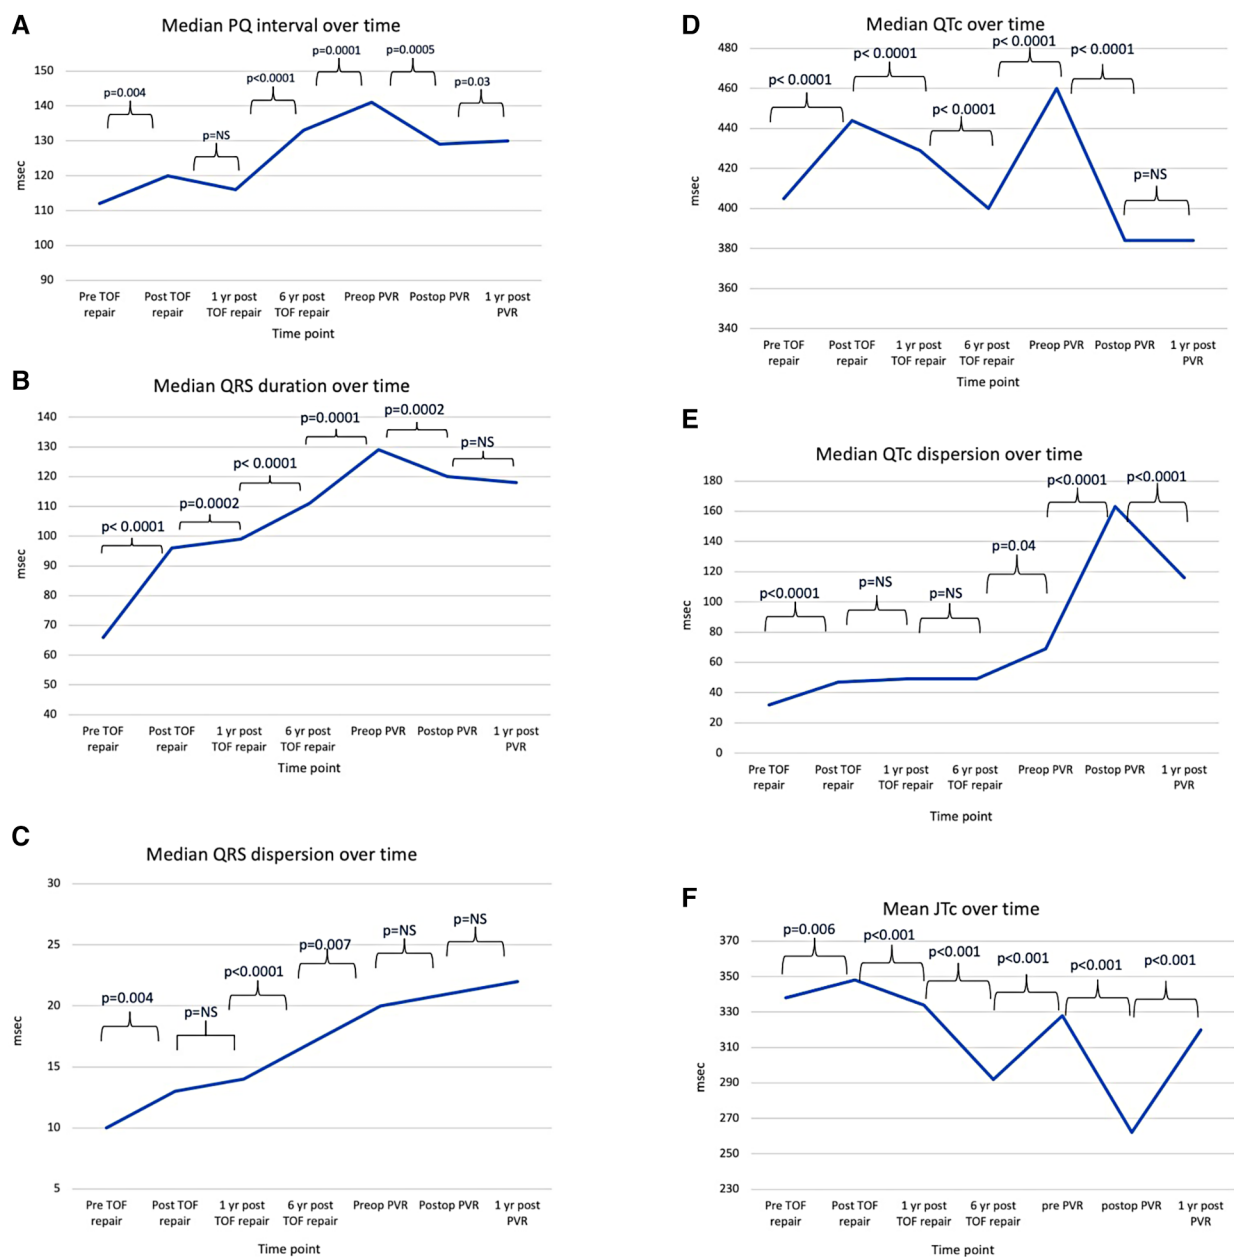 A
Median PQ interval over time
p=0.004
p=NS
p<0.0001
p=0.0001
p=0.0005
p=0.03
150
140
130
120
110
100
90
msec
Pre TOF repair
Post TOF repair
1 yr post TOF repair
6 yr post TOF repair
Preop PVR
Postop PVR
1 yr post PVR
Time point
B
Median QRS duration over time
p< 0.0001
p=0.0002
p< 0.0001
p=0.0001
p=0.0002
p=NS
140
130
120
110
100
90
80
70
60
50
40
msec
Pre TOF repair
Post TOF repair
1 yr post TOF repair
6 yr post TOF repair
Preop PVR
Postop PVR
1 yr post PVR
Time point
C
Median QRS dispersion over time
p=0.004
p=NS
p<0.0001
p=0.007
p=NS
p=NS
30
25
20
15
10
5
msec
Pre TOF repair
Post TOF repair
1 yr post TOF repair
6 yr post TOF repair
Preop PVR
Postop PVR
1 yr post PVR
Time point
D
Median QTc over time
p< 0.0001
p< 0.0001
p< 0.0001
p< 0.0001
p< 0.0001
p=NS
480
460
440
420
400
380
360
340
msec
Pre TOF repair
Post TOF repair
1 yr post TOF repair
6 yr post TOF repair
Preop PVR
Postop PVR
1 yr post PVR
Time point
E
Median QTc dispersion over time
p<0.0001
p=NS
p=NS
p=0.04
p<0.0001
p<0.0001
180
160
140
120
100
80
60
40
20
0
msec
Pre TOF repair
Post TOF repair
1 yr post TOF repair
6 yr post TOF repair
Preop PVR
Postop PVR
1 yr post PVR
Time point
F
Mean JTc over time
p=0.006
p<0.001
p<0.001
p<0.001
p<0.001
p<0.001
370
350
330
310
290
270
250
230
msec
Pre TOF repair
Post TOF repair
1 yr post TOF repair
6 yr post TOF repair
pre PVR
postop PVR
1 yr post PVR
Time point